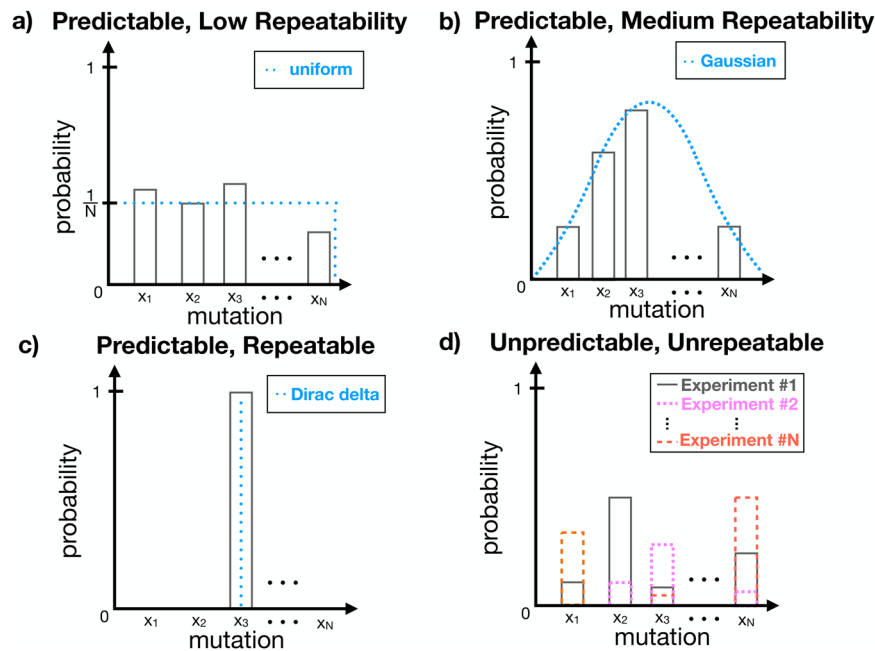 a) Predictable, Low Repeatability
uniform
1
1
N
0
probability
x1 x2 x3 xN
mutation
b) Predictable, Medium Repeatability
Gaussian
1
0
probability
x1 x2 x3 xN
mutation
c) Predictable, Repeatable
Dirac delta
1
0
probability
x1 x2 x3 xN
mutation
d) Unpredictable, Unrepeatable
Experiment #1
Experiment #2
Experiment #N
1
0
probability
x1 x2 x3 xN
mutation